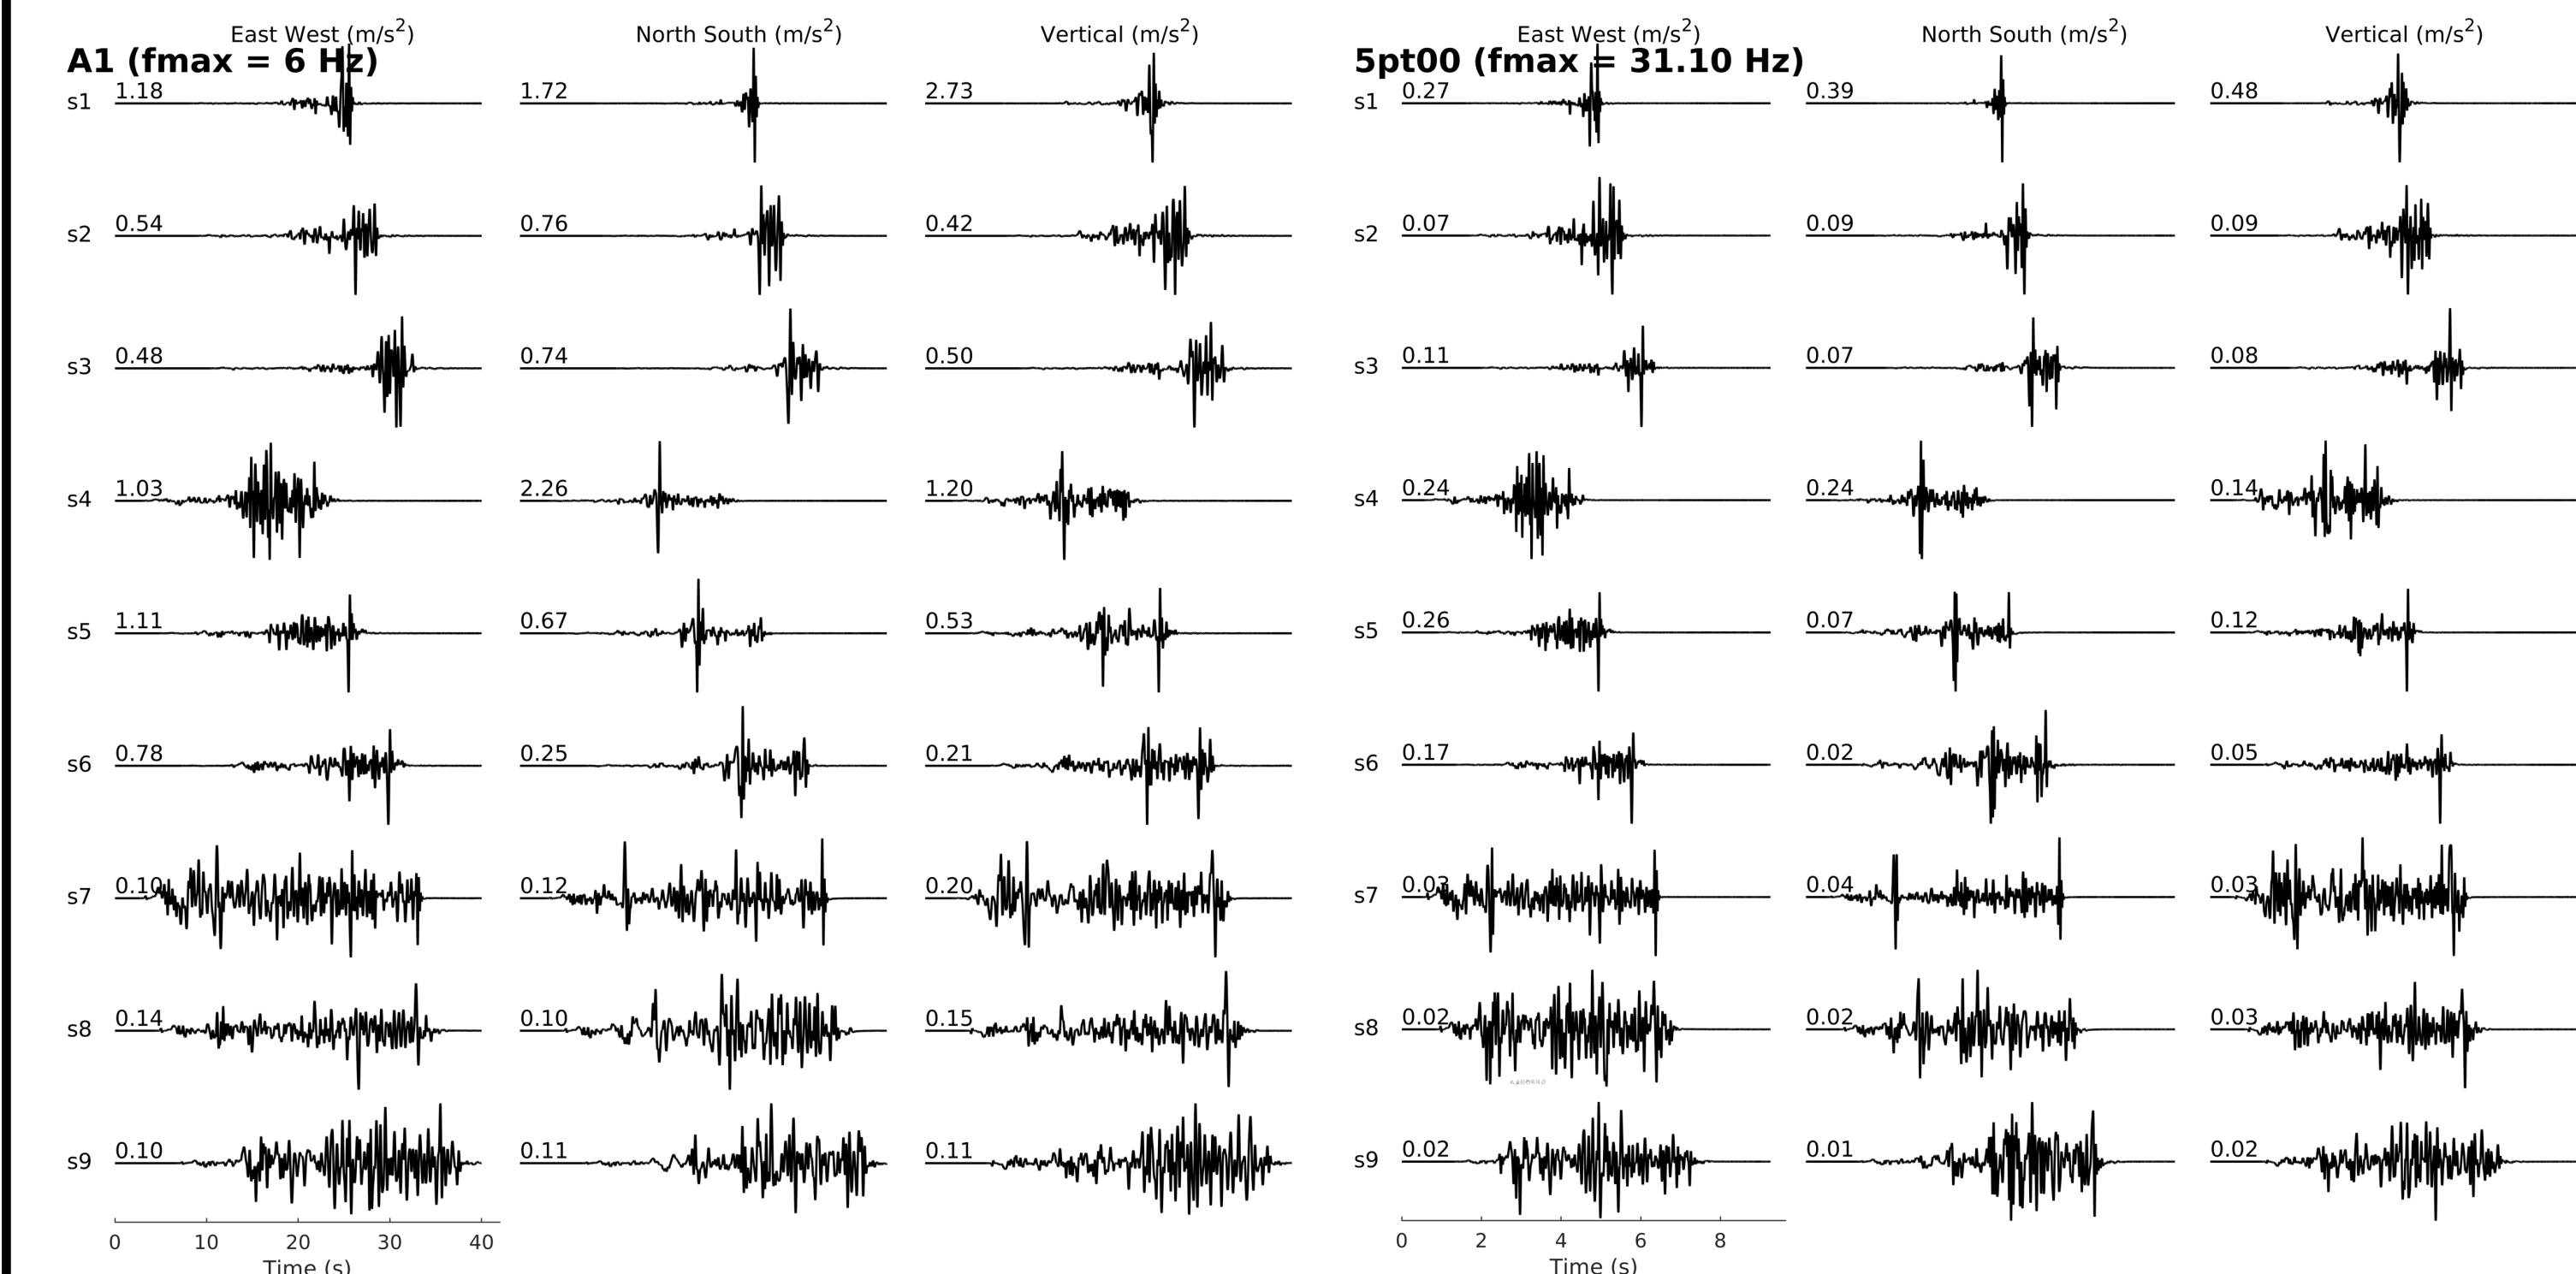 East West (m/s²) North South (m/s²) Vertical (m/s²) East West (m/s²) North South (m/s²) Vertical (m/s²)
A1 (fmax = 6 Hz) 5pt00 (fmax = 31.10 Hz)
s1 1.18 1.72 2.73 s1 0.27 0.39 0.48
s2 0.54 0.76 0.42 s2 0.07 0.09 0.09
s3 0.48 0.74 0.50 s3 0.11 0.07 0.08
s4 1.03 2.26 1.20 s4 0.24 0.24 0.14
s5 1.11 0.67 0.53 s5 0.26 0.07 0.12
s6 0.78 0.25 0.21 s6 0.17 0.02 0.05
s7 0.10 0.12 0.20 s7 0.03 0.04 0.03
s8 0.14 0.10 0.15 s8 0.02 0.02 0.03
s9 0.10 0.11 0.11 s9 0.02 0.01 0.02
0 10 20 30 40 0 2 4 6 8
Time (s) Time (s)